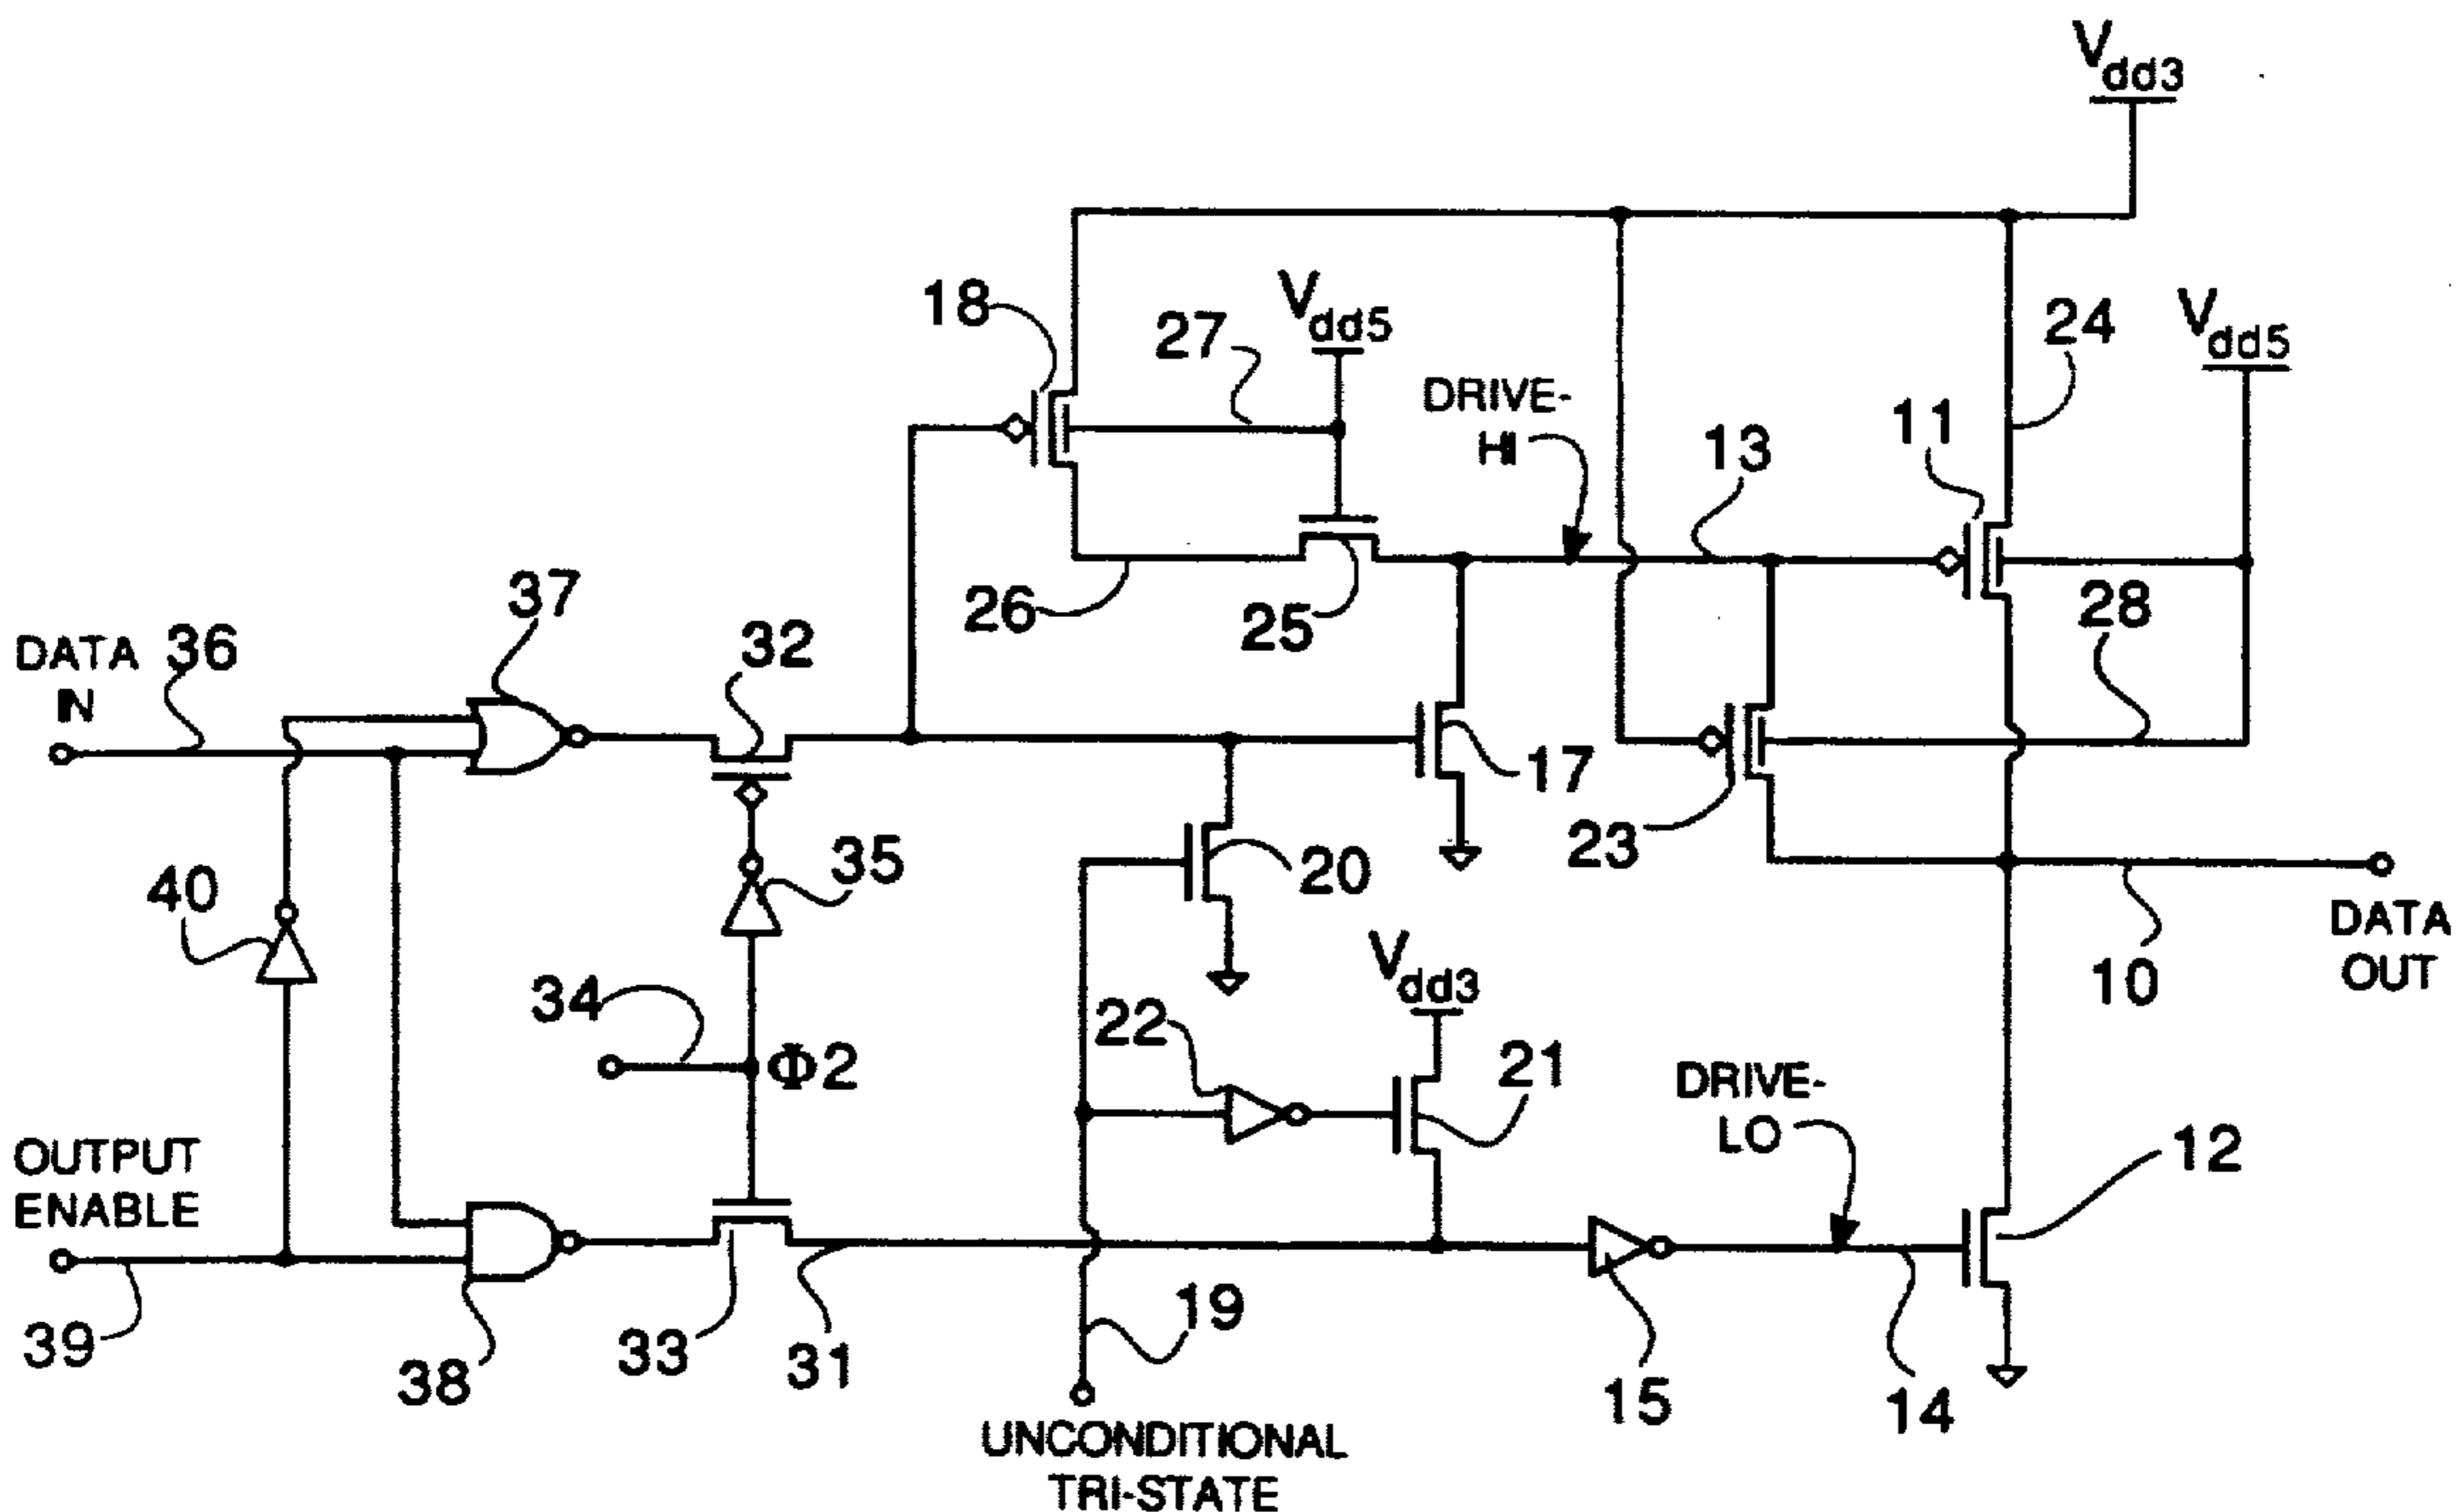 Vdd3
18
27
Vdd5
24
Vdd5
DRIVE-
HI
13
11
26
25
28
37
32
DATA
IN
36
17
23
35
20
40
DATA
OUT
10
34
Φ2
22
Vdd3
21
DRIVE-
LO
12
OUTPUT
ENABLE
39
38
33
31
19
15
14
UNCONDITIONAL
TRI-STATE